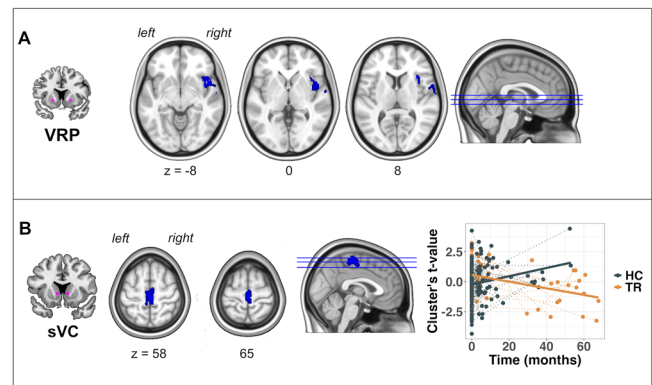 A
left right
VRP
z = -8 0 8
B
left right
sVC
z = 58 65
Cluster's t-value
2.5
0.0
-2.5
0 20 40 60
Time (months)
HC
TR